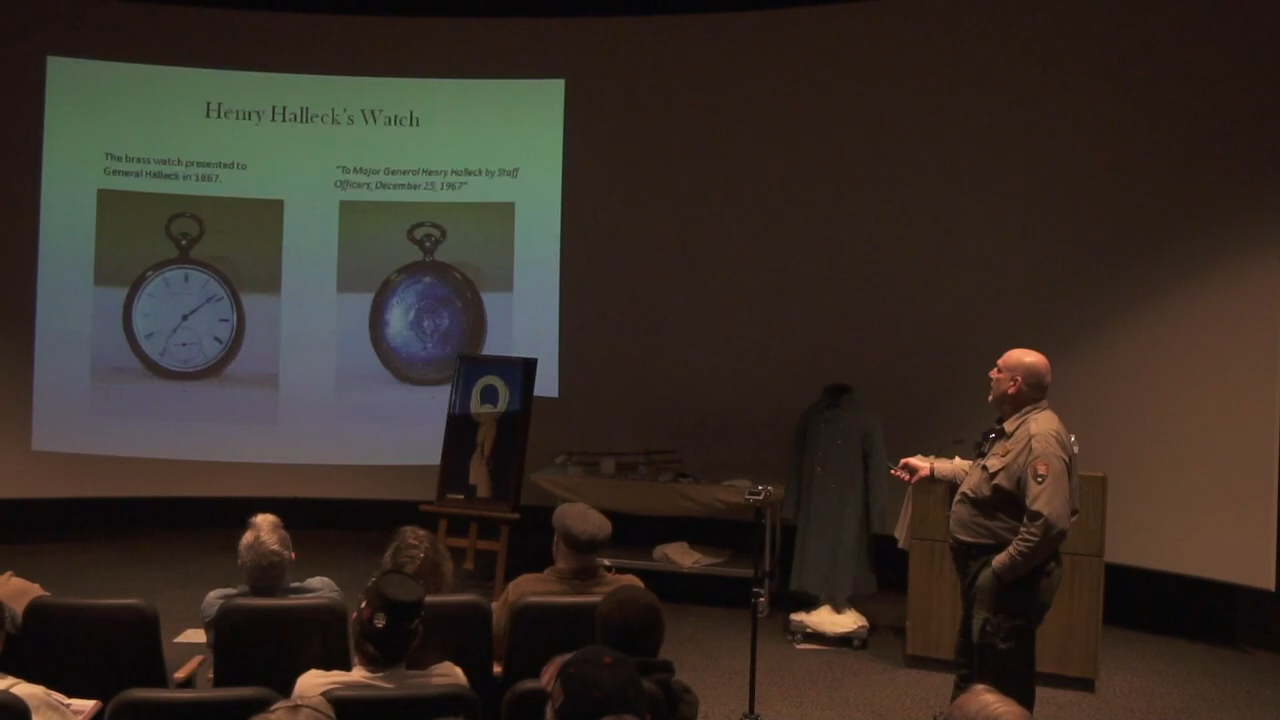 Henry Halleck's Watch
The brass watch presented to
General Halleck in 1867.
"To Major General Henry Halleck by Staff
Officers, December 25, 1967"